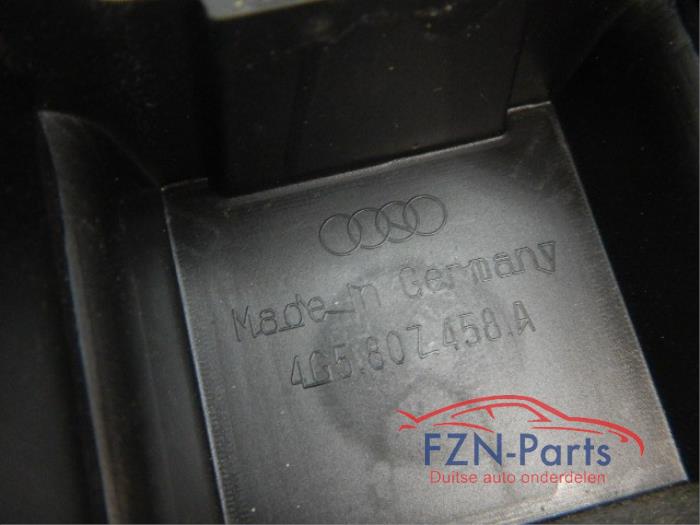 Made in Germany
4G5.807.458.A
FZN-Parts
Duitse auto onderdelen